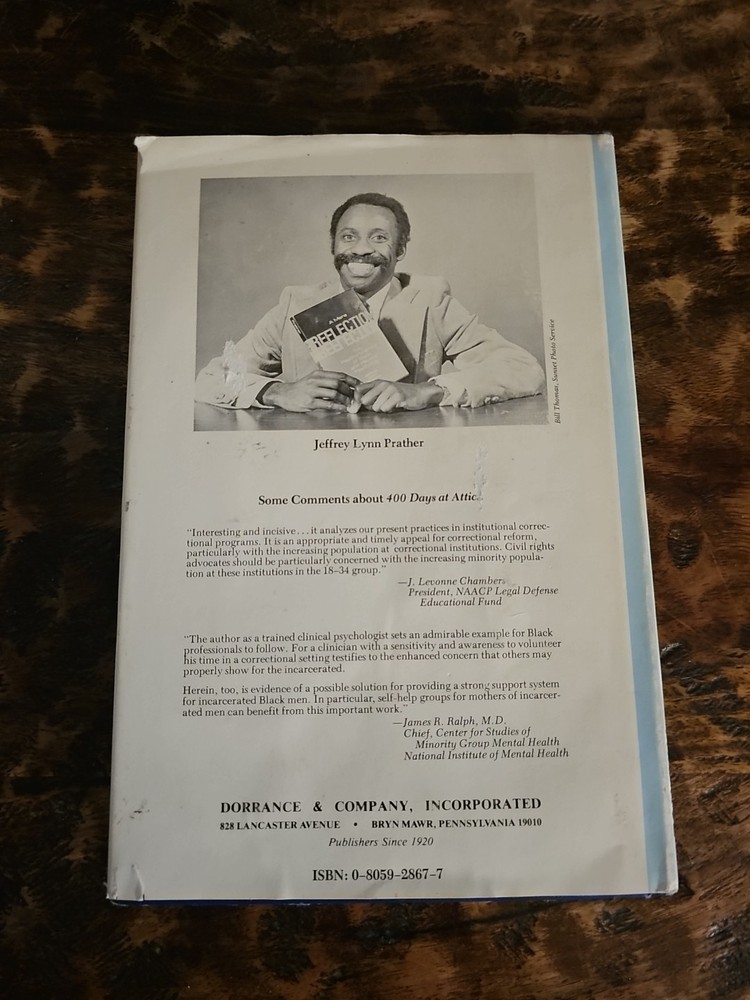 A Mere
REFLECTIO
Bill Thomas, Sunset Photo Service
Jeffrey Lynn Prather
Some Comments about 400 Days at Attic
“Interesting and incisive . . . it analyzes our present practices in institutional correc-
tional programs. It is an appropriate and timely appeal for correctional reform,
particularly with the increasing population at correctional institutions. Civil rights
advocates should be particularly concerned with the increasing minority popula-
tion at these institutions in the 18–34 group.”
—J. Levonne Chambers
President, NAACP Legal Defense
Educational Fund
“The author as a trained clinical psychologist sets an admirable example for Black
professionals to follow. For a clinician with a sensitivity and awareness to volunteer
his time in a correctional setting testifies to the enhanced concern that others may
properly show for the incarcerated.
Herein, too, is evidence of a possible solution for providing a strong support system
for incarcerated Black men. In particular, self-help groups for mothers of incarcer-
ated men can benefit from this important work.”
—James R. Ralph, M.D.
Chief, Center for Studies of
Minority Group Mental Health
National Institute of Mental Health
DORRANCE & COMPANY, INCORPORATED
828 LANCASTER AVENUE • BRYN MAWR, PENNSYLVANIA 19010
Publishers Since 1920
ISBN: 0-8059-2867-7